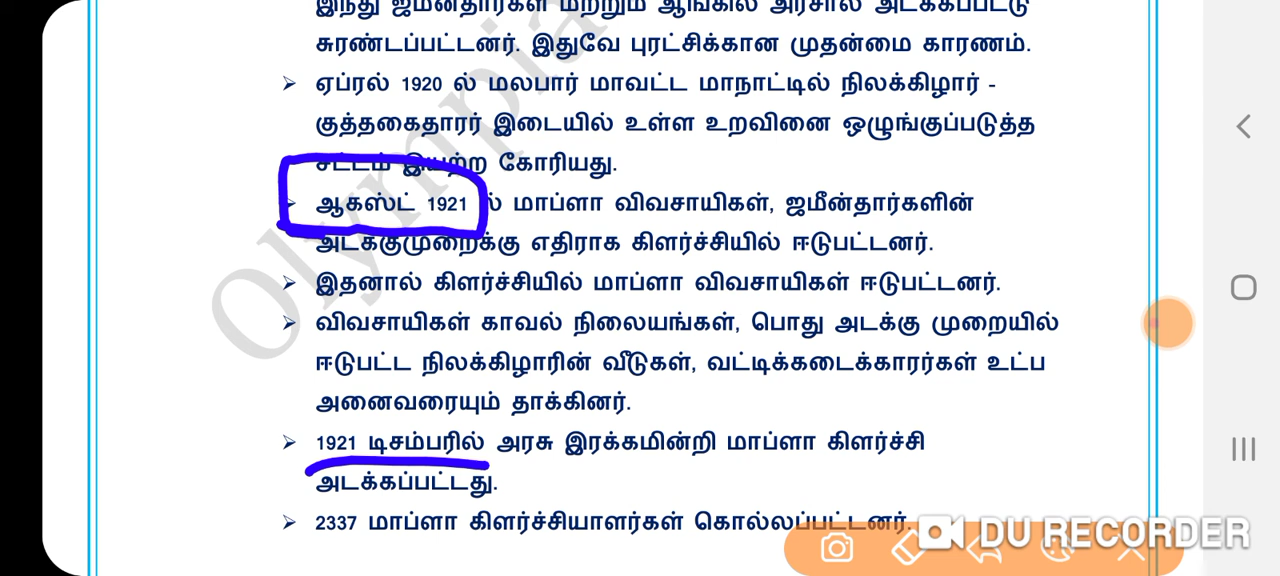 இந்து ஜமீன்தார்கள் மற்றும் ஆங்கில அரசால் அடக்கப்பட்டு
சுரண்டப்பட்டனர். இதுவே புரட்சிக்கான முதன்மை காரணம்.
➢ ஏப்ரல் 1920 ல் மலபார் மாவட்ட மாநாட்டில் நிலக்கிழார் -
குத்தகைதாரர் இடையில் உள்ள உறவினை ஒழுங்குப்படுத்த
சட்டம் இயற்ற கோரியது.
➢ ஆகஸ்ட் 1921 ல் மாப்ளா விவசாயிகள், ஜமீன்தார்களின்
அடக்குமுறைக்கு எதிராக கிளர்ச்சியில் ஈடுபட்டனர்.
➢ இதனால் கிளர்ச்சியில் மாப்ளா விவசாயிகள் ஈடுபட்டனர்.
➢ விவசாயிகள் காவல் நிலையங்கள், பொது அடக்கு முறையில்
ஈடுபட்ட நிலக்கிழாரின் வீடுகள், வட்டிக்கடைக்காரர்கள் உட்ப
அனைவரையும் தாக்கினர்.
➢ 1921 டிசம்பரில் அரசு இரக்கமின்றி மாப்ளா கிளர்ச்சி
அடக்கப்பட்டது.
➢ 2337 மாப்ளா கிளர்ச்சியாளர்கள் கொல்லப்பட்டனர்.
Olympia
DU RECORDER